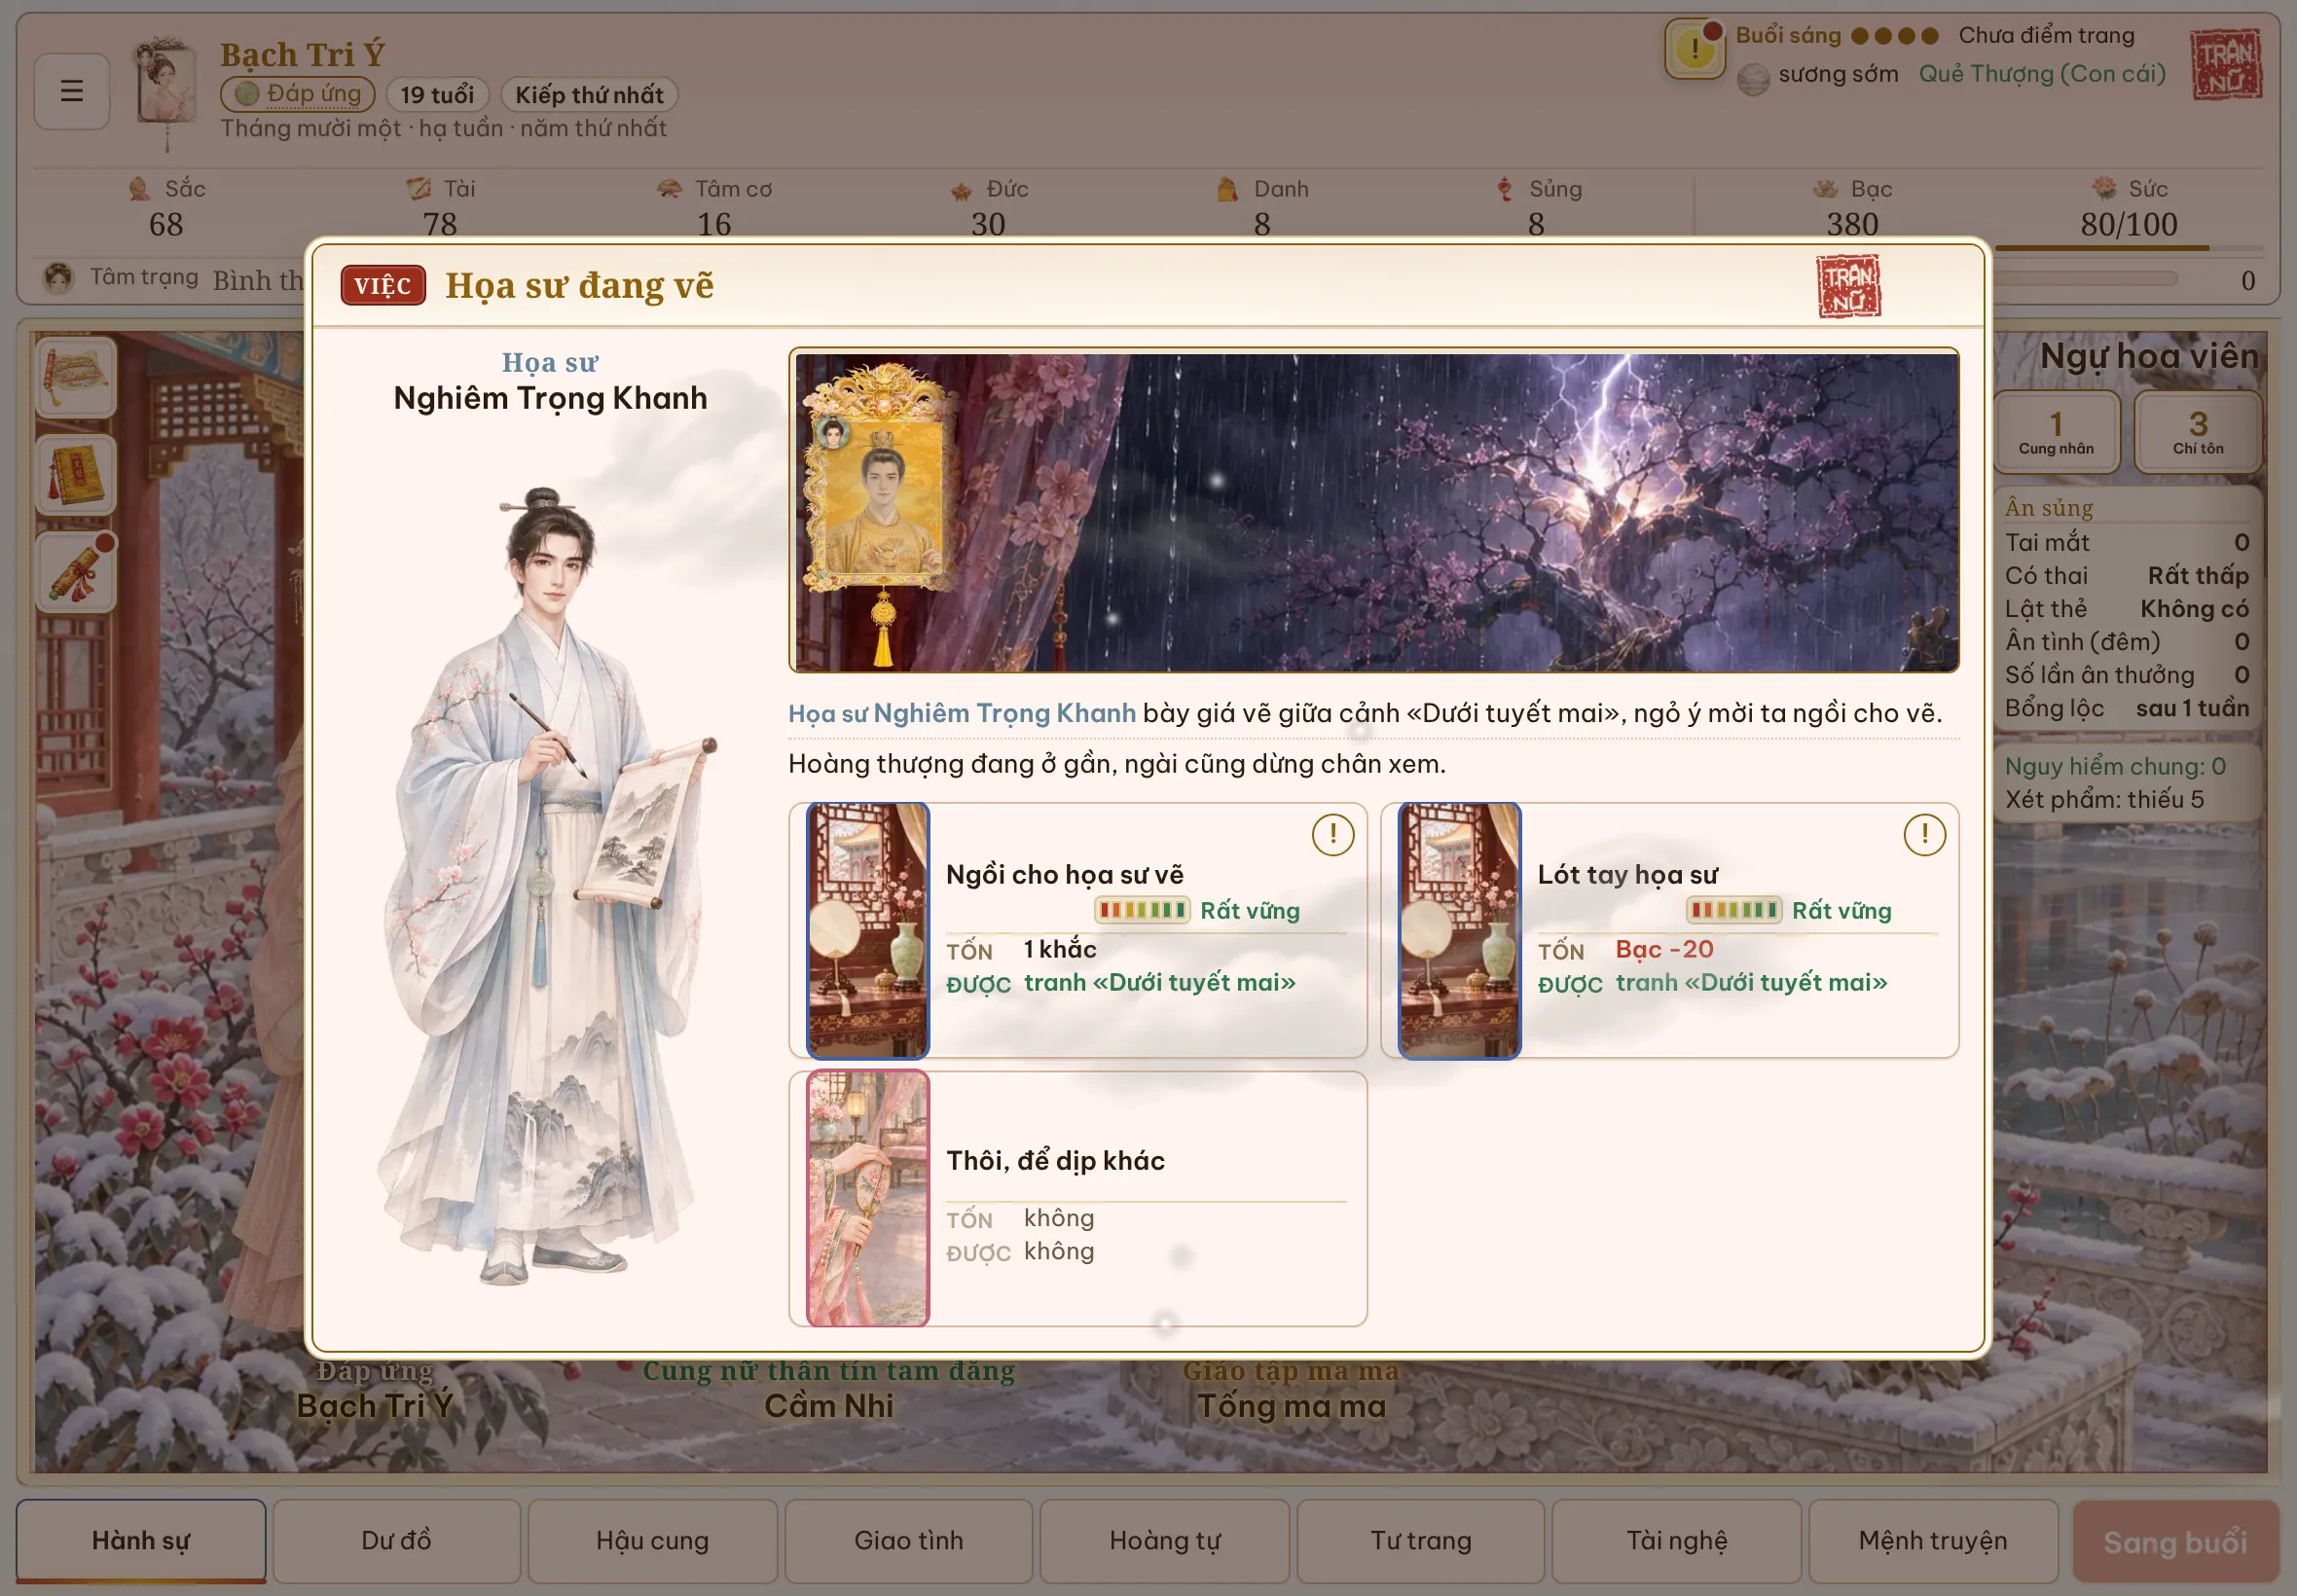 Bạch Tri Ý
Đáp ứng
19 tuổi
Kiếp thứ nhất
Tháng mười một · hạ tuần · năm thứ nhất
!
Buổi sáng
Chưa điểm trang
sương sớm
Quẻ Thượng (Con cái)
TRÂN NỮ
Sắc
Tài
Tâm cơ
Đức
Danh
Sủng
Bạc
Sức
68
78
16
30
8
8
380
80/100
Tâm trạng
Bình th
0
VIỆC
Họa sư đang vẽ
TRÂN NỮ
Họa sư
Nghiêm Trọng Khanh
Họa sư Nghiêm Trọng Khanh bày giá vẽ giữa cảnh «Dưới tuyết mai», ngỏ ý mời ta ngồi cho vẽ.
Hoàng thượng đang ở gần, ngài cũng dừng chân xem.
Ngồi cho họa sư vẽ
!
Rất vững
TỐN 1 khắc
ĐƯỢC tranh «Dưới tuyết mai»
Lót tay họa sư
!
Rất vững
TỐN Bạc -20
ĐƯỢC tranh «Dưới tuyết mai»
Thôi, để dịp khác
TỐN không
ĐƯỢC không
Ngự hoa viên
1
Cung nhân
3
Chí tôn
Ân sủng
Tai mắt 0
Có thai Rất thấp
Lật thẻ Không có
Ân tình (đêm) 0
Số lần ân thưởng 0
Bổng lộc sau 1 tuần
Nguy hiểm chung: 0
Xét phẩm: thiếu 5
Đáp ứng
Bạch Tri Ý
Cung nữ thân tín tam đẳng
Cầm Nhi
Giáo tập ma ma
Tống ma ma
Hành sự
Dư đồ
Hậu cung
Giao tình
Hoàng tự
Tư trang
Tài nghệ
Mệnh truyện
Sang buổi